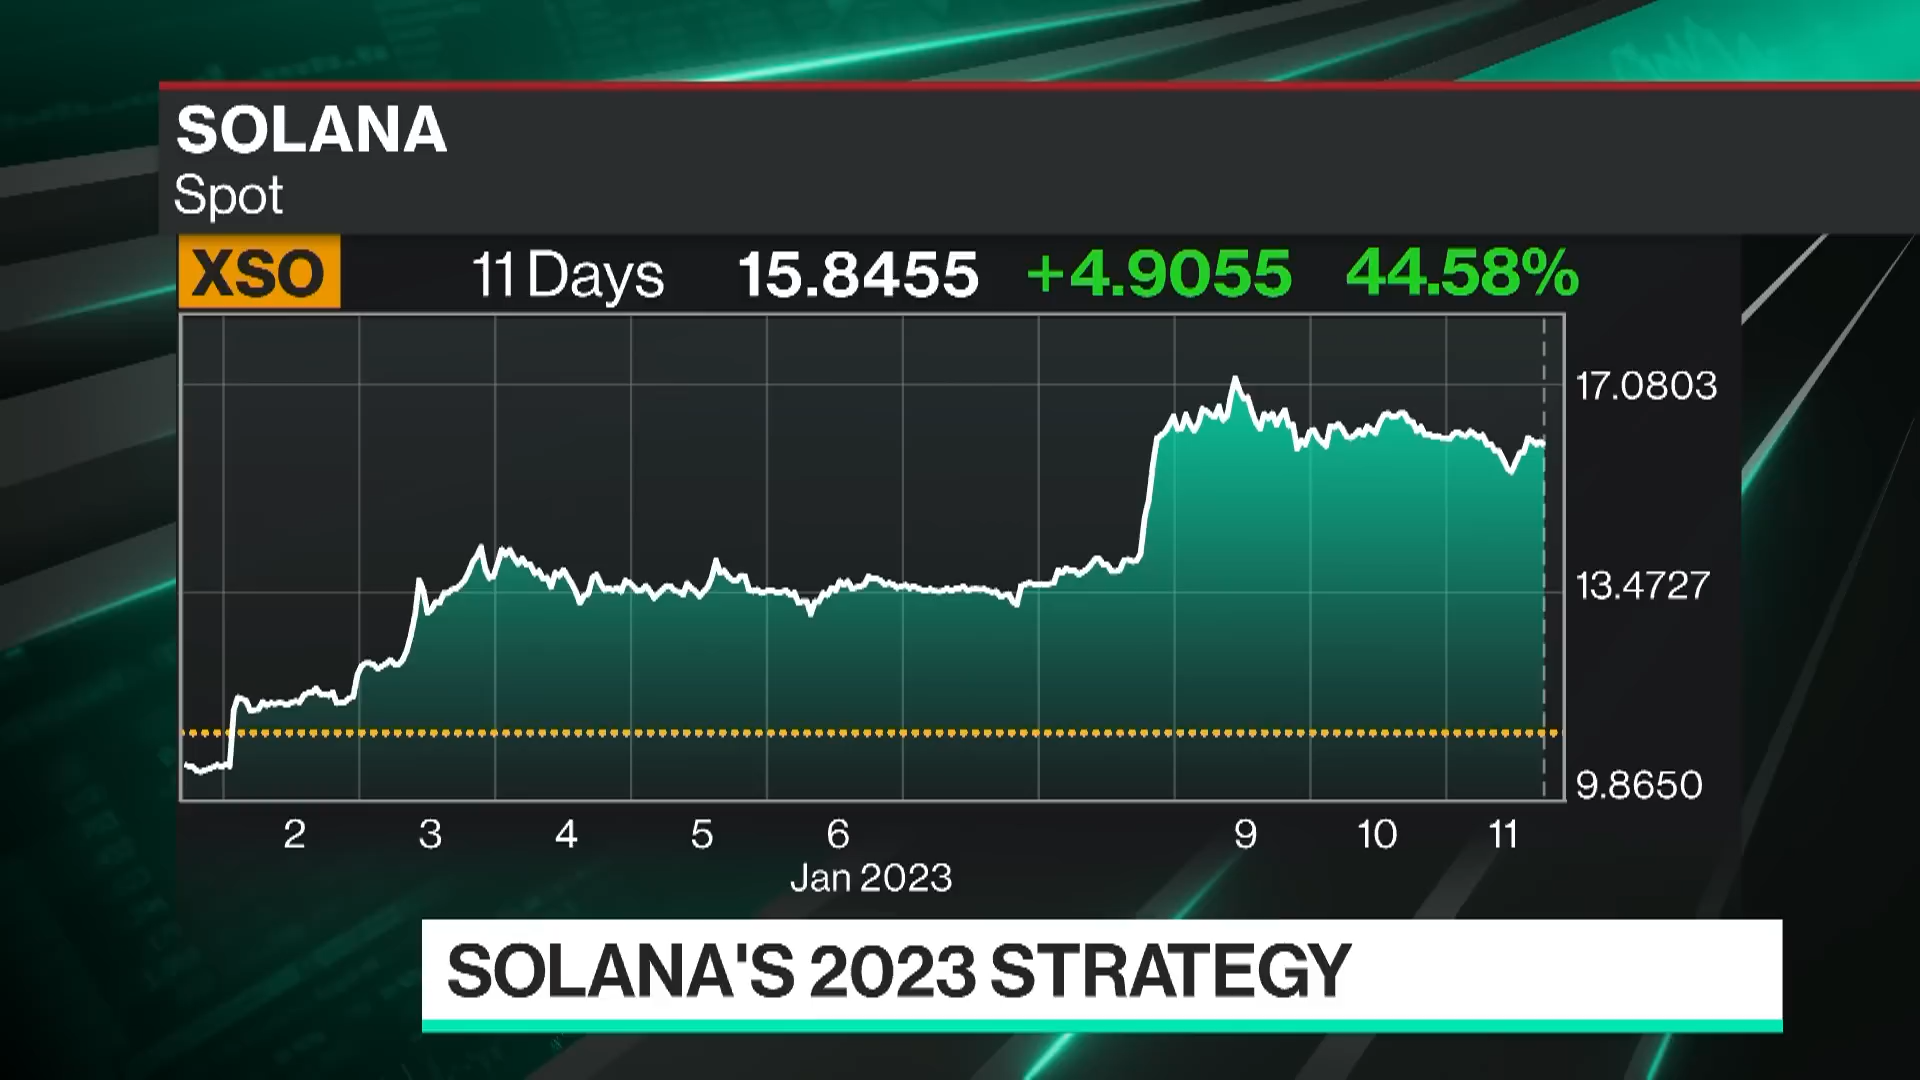 SOLANA
Spot
XSO 11 Days 15.8455 +4.9055 44.58%
17.0803
13.4727
9.8650
2 3 4 5 6 9 10 11
Jan 2023
SOLANA'S 2023 STRATEGY